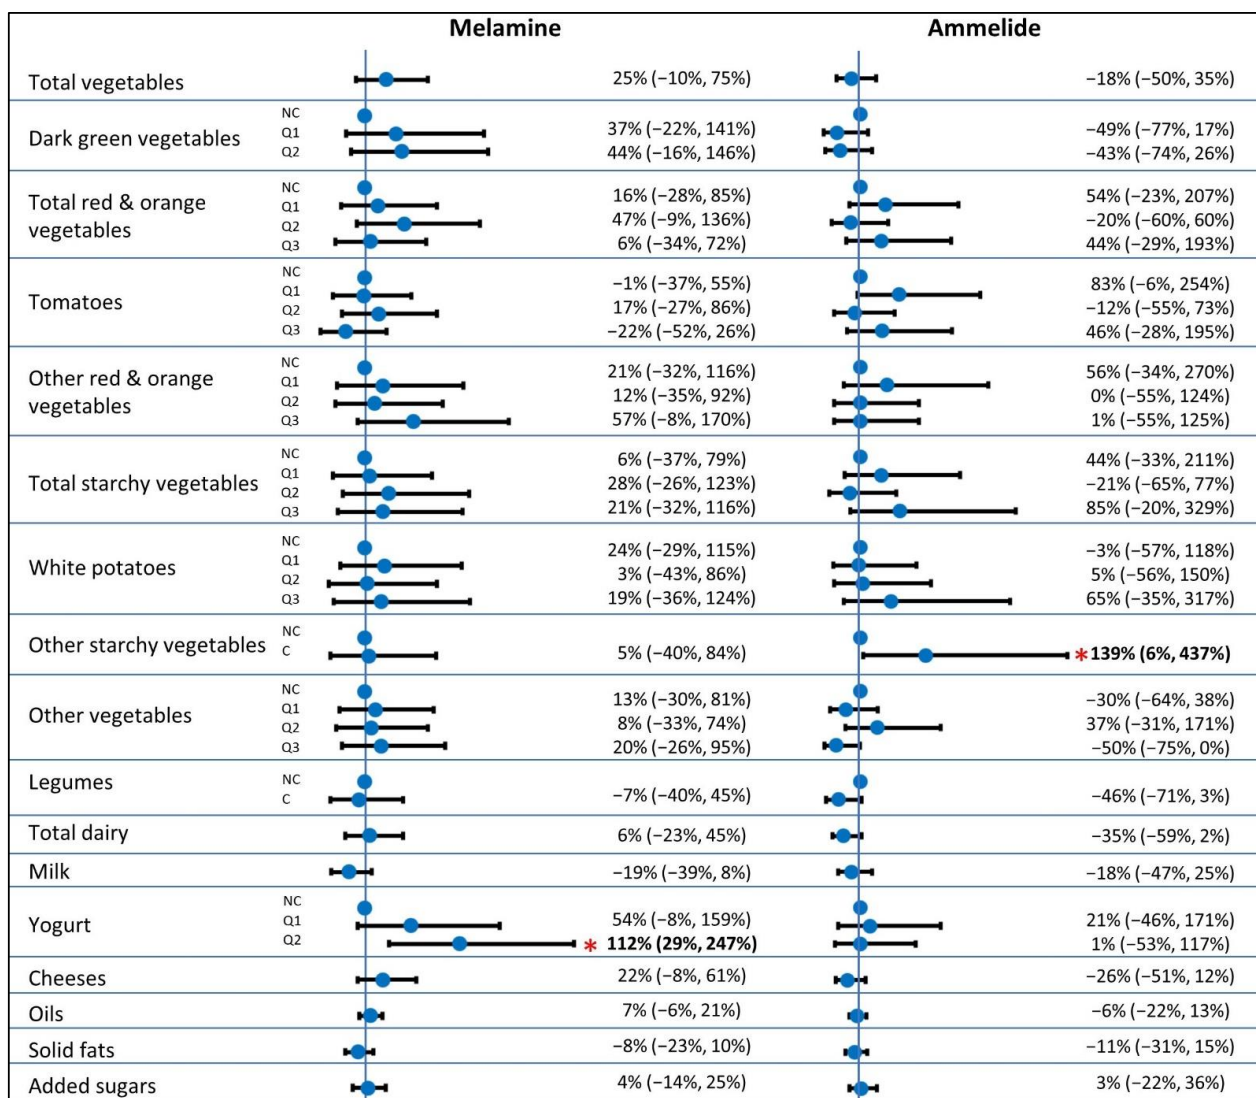 Melamine Ammelide
Total vegetables 25% (−10%, 75%) −18% (−50%, 35%)
Dark green vegetables
NC
Q1 37% (−22%, 141%) −49% (−77%, 17%)
Q2 44% (−16%, 146%) −43% (−74%, 26%)
Total red & orange
vegetables
NC
Q1 16% (−28%, 85%) 54% (−23%, 207%)
Q2 47% (−9%, 136%) −20% (−60%, 60%)
Q3 6% (−34%, 72%) 44% (−29%, 193%)
Tomatoes
NC
Q1 −1% (−37%, 55%) 83% (−6%, 254%)
Q2 17% (−27%, 86%) −12% (−55%, 73%)
Q3 −22% (−52%, 26%) 46% (−28%, 195%)
Other red & orange
vegetables
NC
Q1 21% (−32%, 116%) 56% (−34%, 270%)
Q2 12% (−35%, 92%) 0% (−55%, 124%)
Q3 57% (−8%, 170%) 1% (−55%, 125%)
Total starchy vegetables
NC
Q1 6% (−37%, 79%) 44% (−33%, 211%)
Q2 28% (−26%, 123%) −21% (−65%, 77%)
Q3 21% (−32%, 116%) 85% (−20%, 329%)
White potatoes
NC
Q1 24% (−29%, 115%) −3% (−57%, 118%)
Q2 3% (−43%, 86%) 5% (−56%, 150%)
Q3 19% (−36%, 124%) 65% (−35%, 317%)
Other starchy vegetables
NC
C 5% (−40%, 84%) *139% (6%, 437%)
Other vegetables
NC
Q1 13% (−30%, 81%) −30% (−64%, 38%)
Q2 8% (−33%, 74%) 37% (−31%, 171%)
Q3 20% (−26%, 95%) −50% (−75%, 0%)
Legumes
NC
C −7% (−40%, 45%) −46% (−71%, 3%)
Total dairy 6% (−23%, 45%) −35% (−59%, 2%)
Milk −19% (−39%, 8%) −18% (−47%, 25%)
Yogurt
NC
Q1 54% (−8%, 159%) 21% (−46%, 171%)
Q2 * 112% (29%, 247%) 1% (−53%, 117%)
Cheeses 22% (−8%, 61%) −26% (−51%, 12%)
Oils 7% (−6%, 21%) −6% (−22%, 13%)
Solid fats −8% (−23%, 10%) −11% (−31%, 15%)
Added sugars 4% (−14%, 25%) 3% (−22%, 36%)